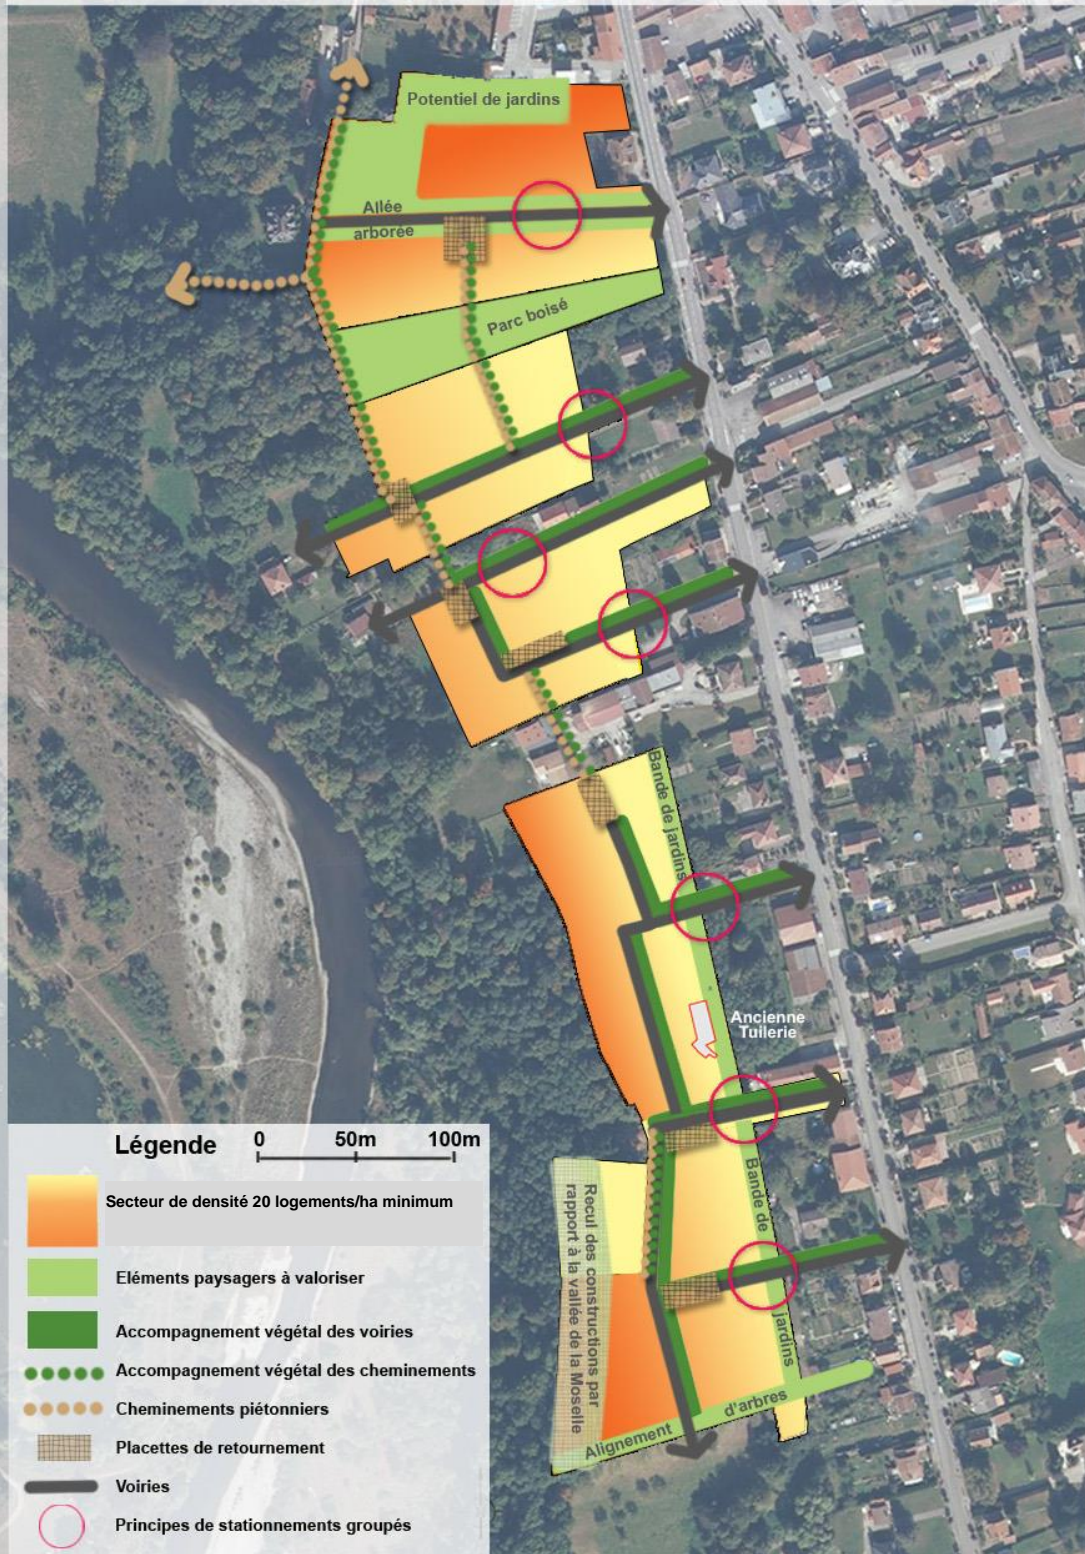 Potentiel de jardins
Allée
arborée
Parc boisé
Bande de jardins
Ancienne
Tuilerie
Bande de
jardins
Recul des constructions par
rapport à la vallée de la Moselle
Alignement
d'arbres
Légende
0 50m 100m
Secteur de densité 20 logements/ha minimum
Eléments paysagers à valoriser
Accompagnement végétal des voiries
Accompagnement végétal des cheminements
Cheminements piétonniers
Placettes de retournement
Voiries
Principes de stationnements groupés